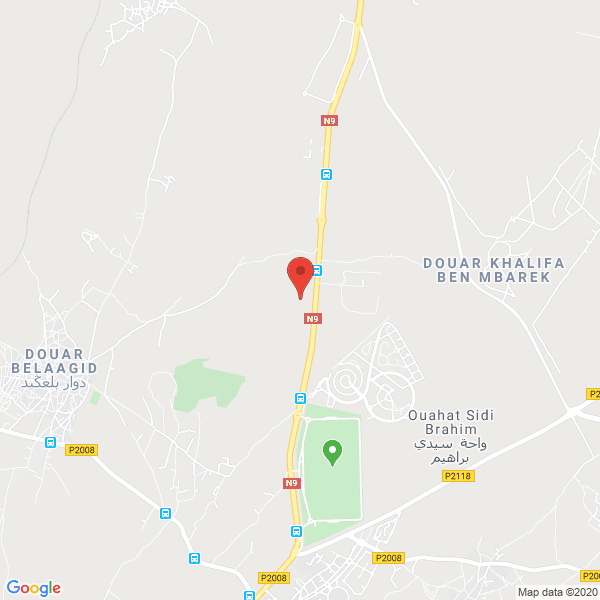 N9
DOUAR KHALIFA
BEN MBAREK
N9
DOUAR
BELAAGID
دوار بلعڭيد
Ouahat Sidi
Brahim
واحة سيدي
براهيم
P2008
P2118
N9
P2008
P2008
Google
Map data ©2020